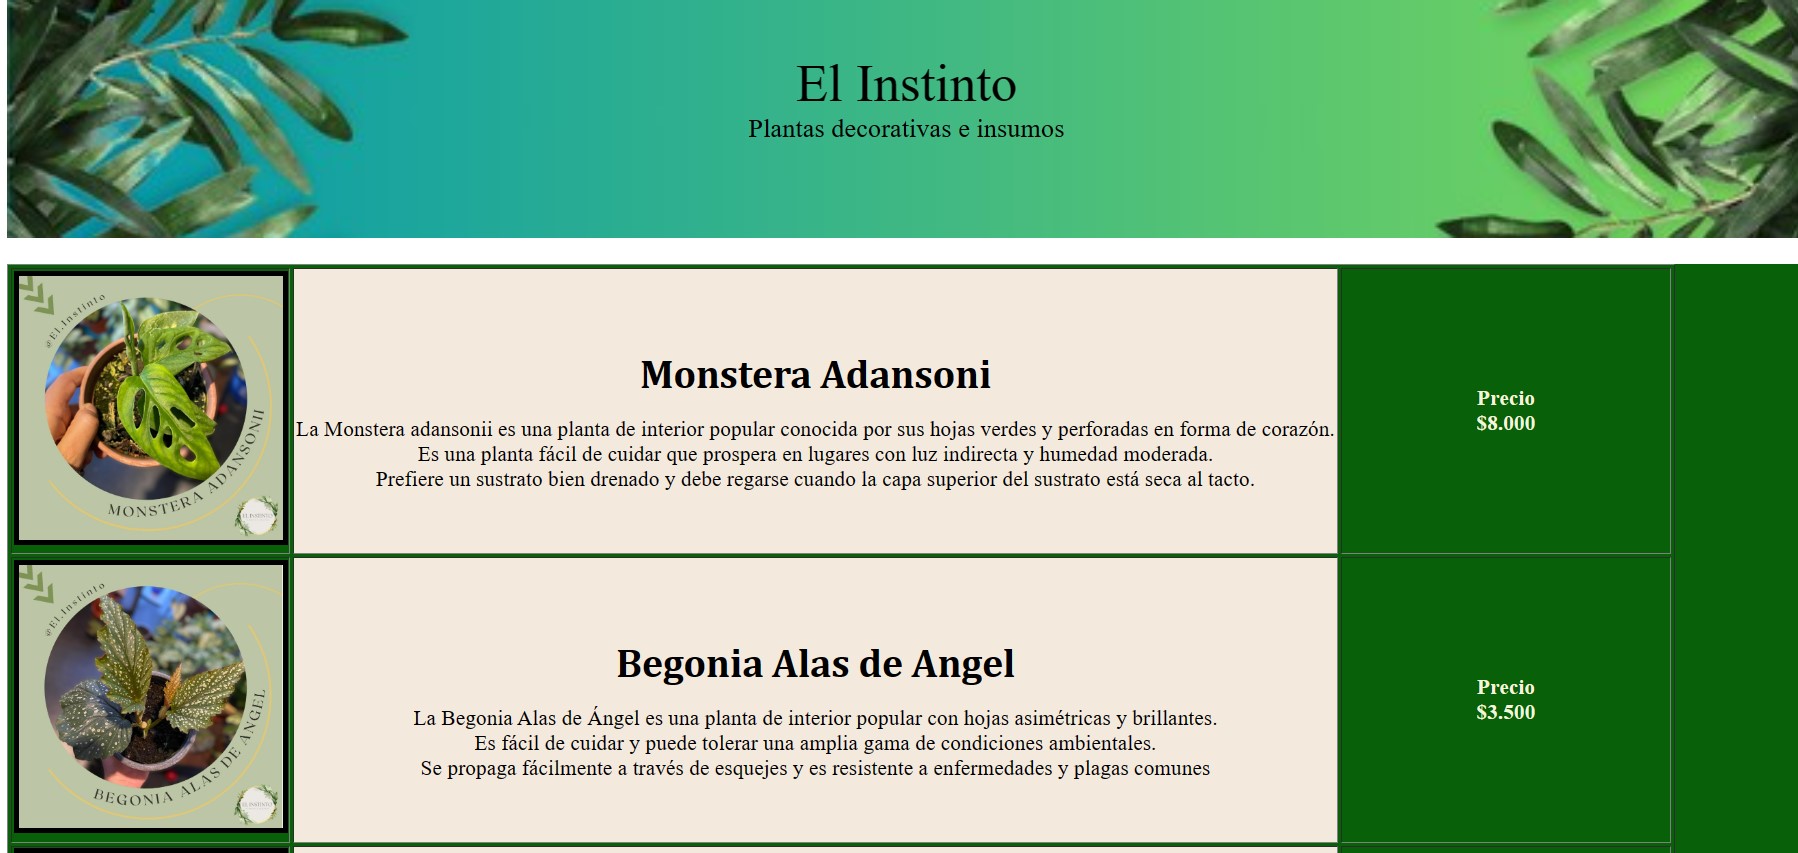 El Instinto
Plantas decorativas e insumos
@El.Instinto
MONSTERA ADANSONII
EL INSTINTO
Monstera Adansoni
La Monstera adansonii es una planta de interior popular conocida por sus hojas verdes y perforadas en forma de corazón.
Es una planta fácil de cuidar que prospera en lugares con luz indirecta y humedad moderada.
Prefiere un sustrato bien drenado y debe regarse cuando la capa superior del sustrato está seca al tacto.
Precio
$8.000
@El.Instinto
BEGONIA ALAS DE ANGEL
EL INSTINTO
Begonia Alas de Angel
La Begonia Alas de Ángel es una planta de interior popular con hojas asimétricas y brillantes.
Es fácil de cuidar y puede tolerar una amplia gama de condiciones ambientales.
Se propaga fácilmente a través de esquejes y es resistente a enfermedades y plagas comunes
Precio
$3.500